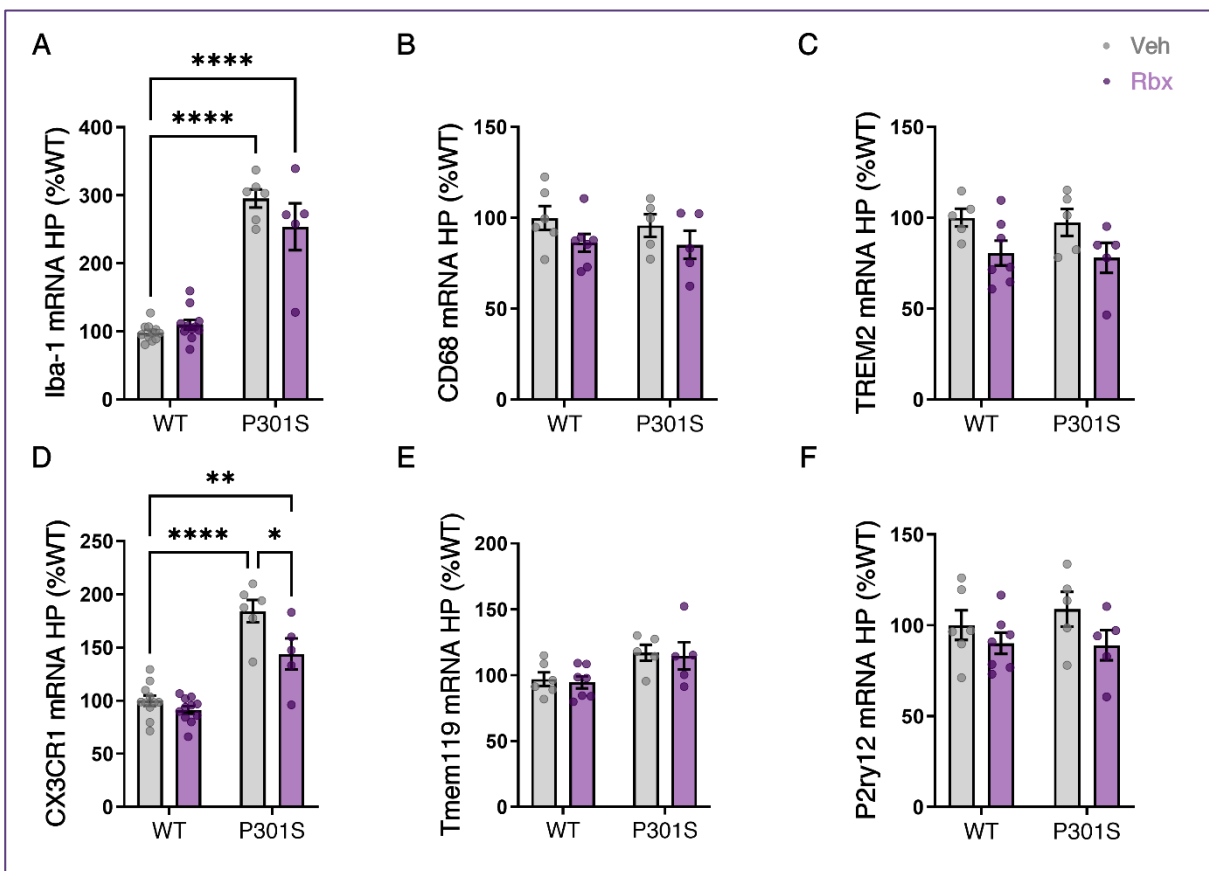 A
B
C
Veh
Rbx
****
****
Iba-1 mRNA HP (%WT)
400
300
200
100
0
WT P301S
CD68 mRNA HP (%WT)
150
100
50
0
WT P301S
TREM2 mRNA HP (%WT)
150
100
50
0
WT P301S
D
E
F
**
**** *
CX3CR1 mRNA HP (%WT)
250
200
150
100
50
0
WT P301S
Tmem119 mRNA HP (%WT)
200
150
100
50
0
WT P301S
P2ry12 mRNA HP (%WT)
150
100
50
0
WT P301S